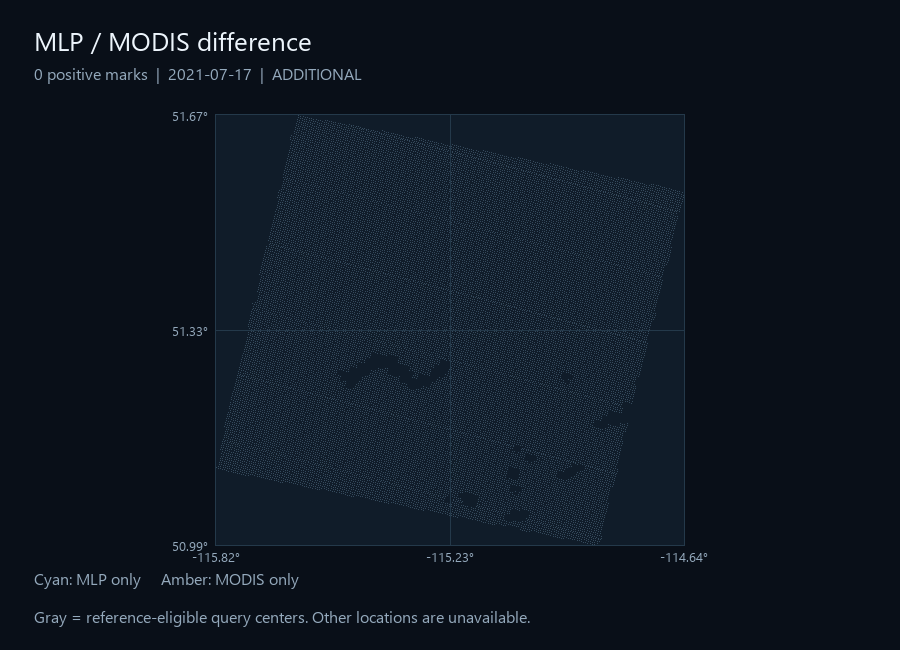 MLP / MODIS difference
0 positive marks | 2021-07-17 | ADDITIONAL
51.67°
51.33°
50.99°
-115.82° -115.23° -114.64°
Cyan: MLP only Amber: MODIS only
Gray = reference-eligible query centers. Other locations are unavailable.